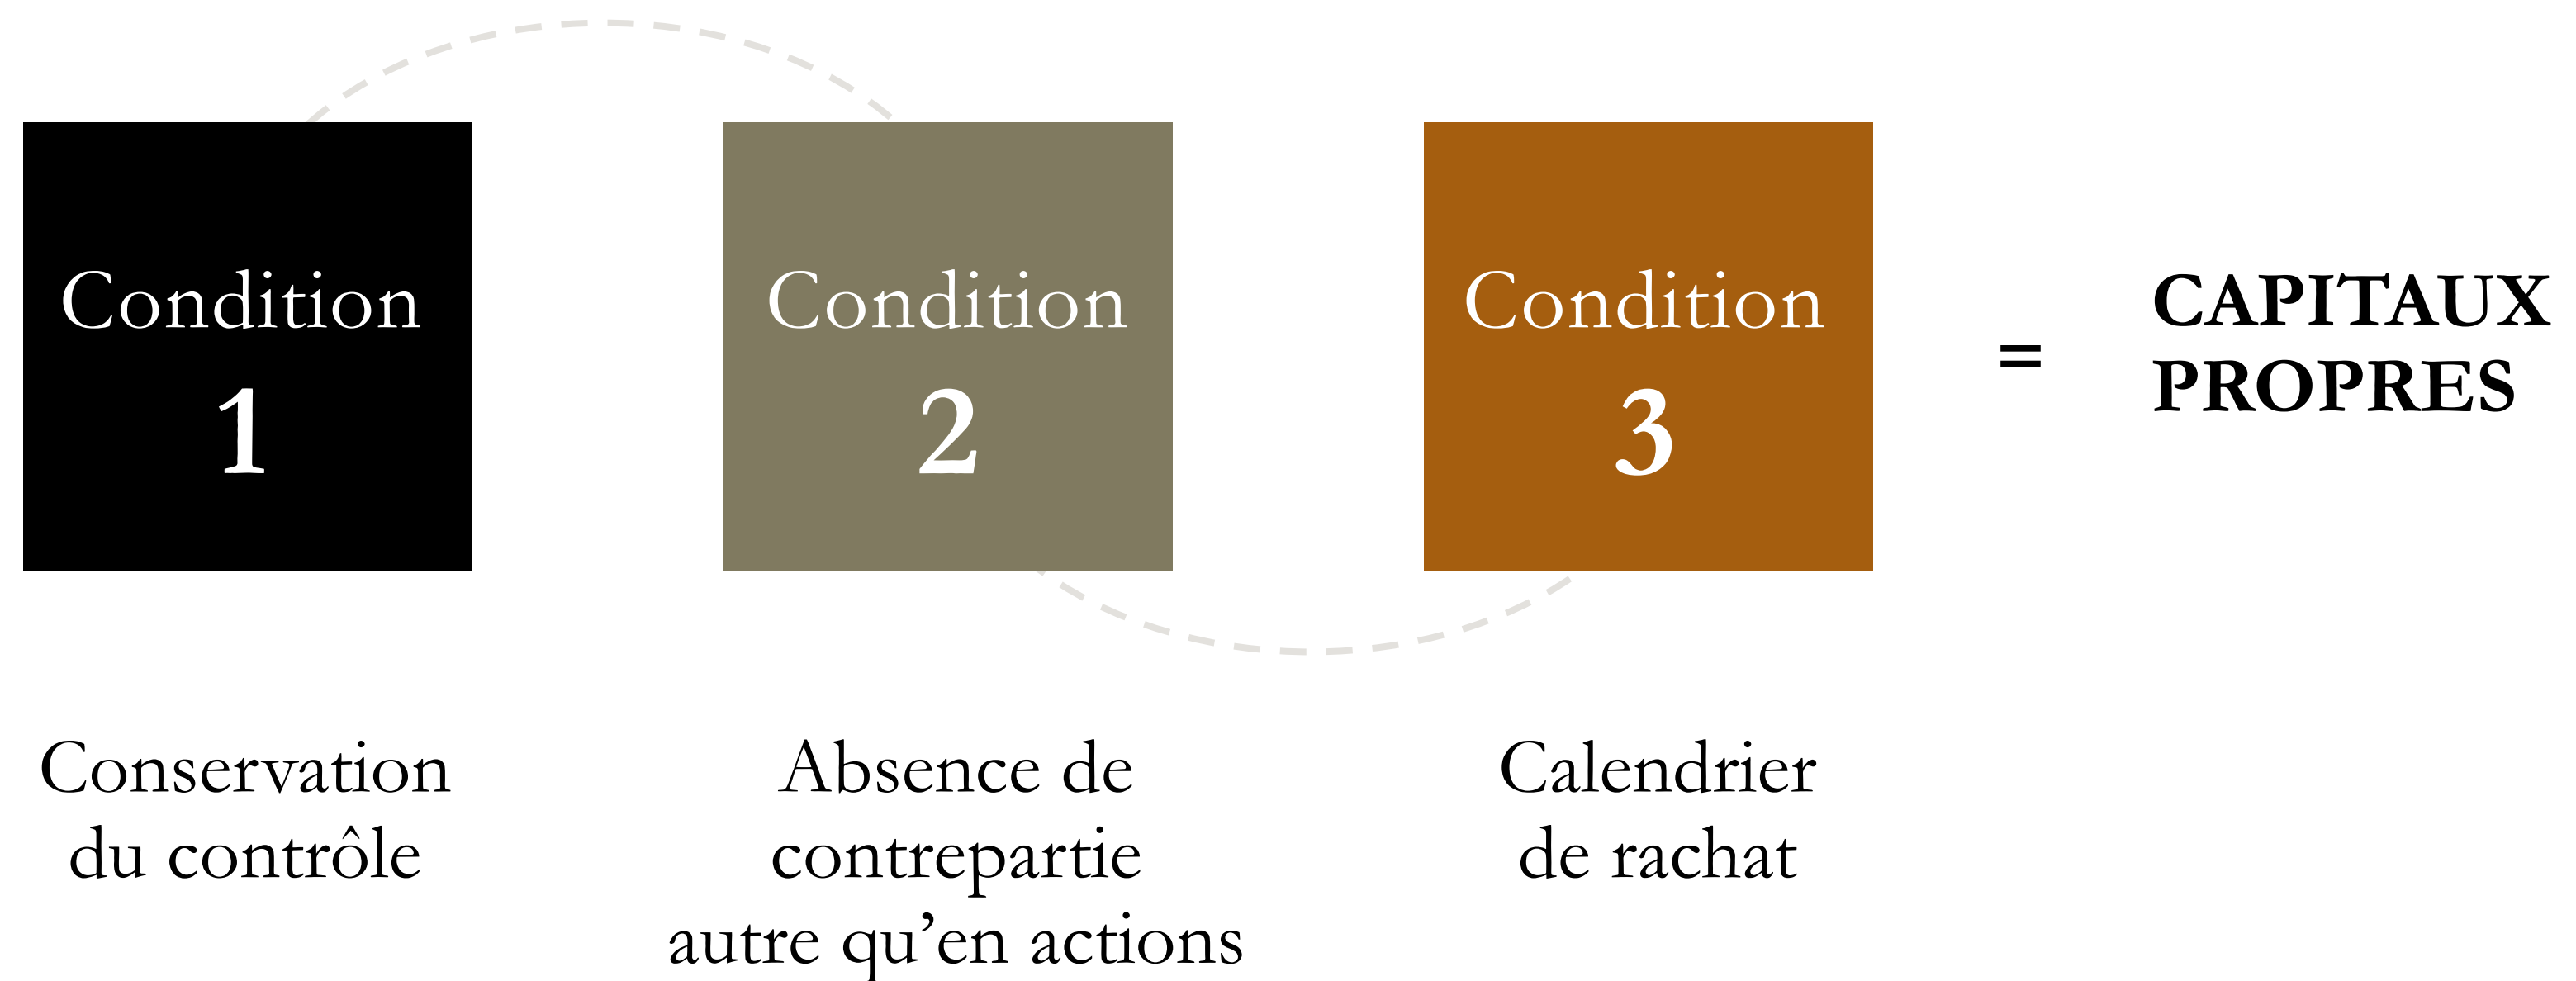 Condition
1
Condition
2
Condition
3
=
CAPITAUX
PROPRES
Conservation
du contrôle
Absence de
contrepartie
autre qu’en actions
Calendrier
de rachat